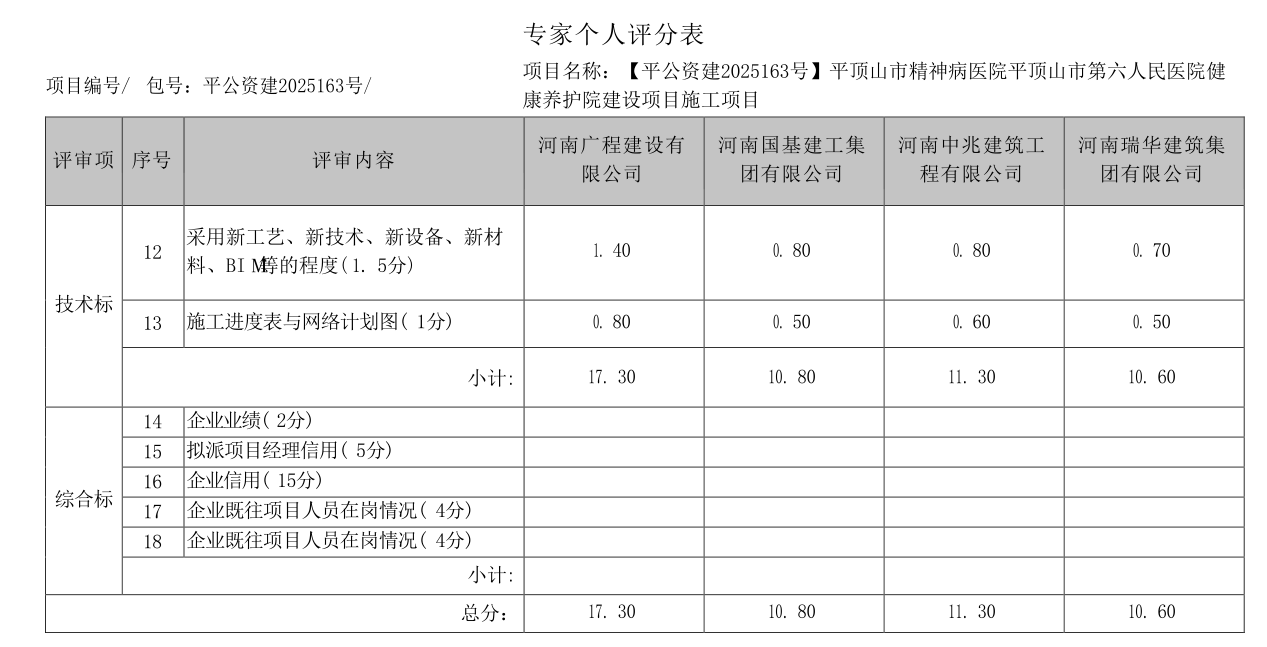 专家个人评分表
项目编号/ 包号：平公资建2025163号/
项目名称：【平公资建2025163号】平顶山市精神病医院平顶山市第六人民医院健
康养护院建设项目施工项目
评审项 序号 评审内容 河南广程建设有限公司 河南国基建工集团有限公司 河南中兆建筑工程有限公司 河南瑞华建筑集团有限公司
技术标
12 采用新工艺、新技术、新设备、新材
料、BIM等的程度(1.5分) 1.40 0.80 0.80 0.70
13 施工进度表与网络计划图(1分) 0.80 0.50 0.60 0.50
小计: 17.30 10.80 11.30 10.60
综合标
14 企业业绩(2分)
15 拟派项目经理信用(5分)
16 企业信用(15分)
17 企业既往项目人员在岗情况(4分)
18 企业既往项目人员在岗情况(4分)
小计:
总分： 17.30 10.80 11.30 10.60